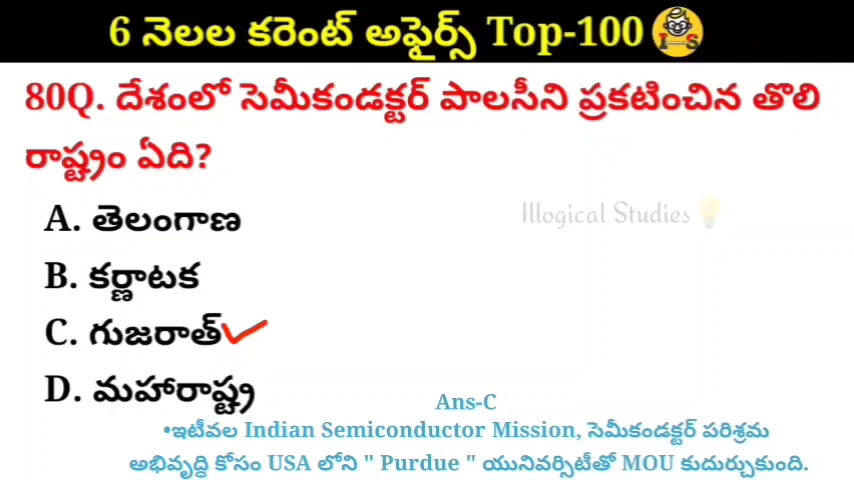 6 నెలల కరెంట్ అఫైర్స్ Top-100
I S
80Q. దేశంలో సెమీకండక్టర్ పాలసీని ప్రకటించిన తొలి
రాష్ట్రం ఏది?
A. తెలంగాణ
Illogical Studies
B. కర్ణాటక
C. గుజరాత్
D. మహారాష్ట్ర
Ans-C
•ఇటీవల Indian Semiconductor Mission, సెమీకండక్టర్ పరిశ్రమ
అభివృద్ధి కోసం USA లోని " Purdue " యునివర్సిటీతో MOU కుదుర్చుకుంది.